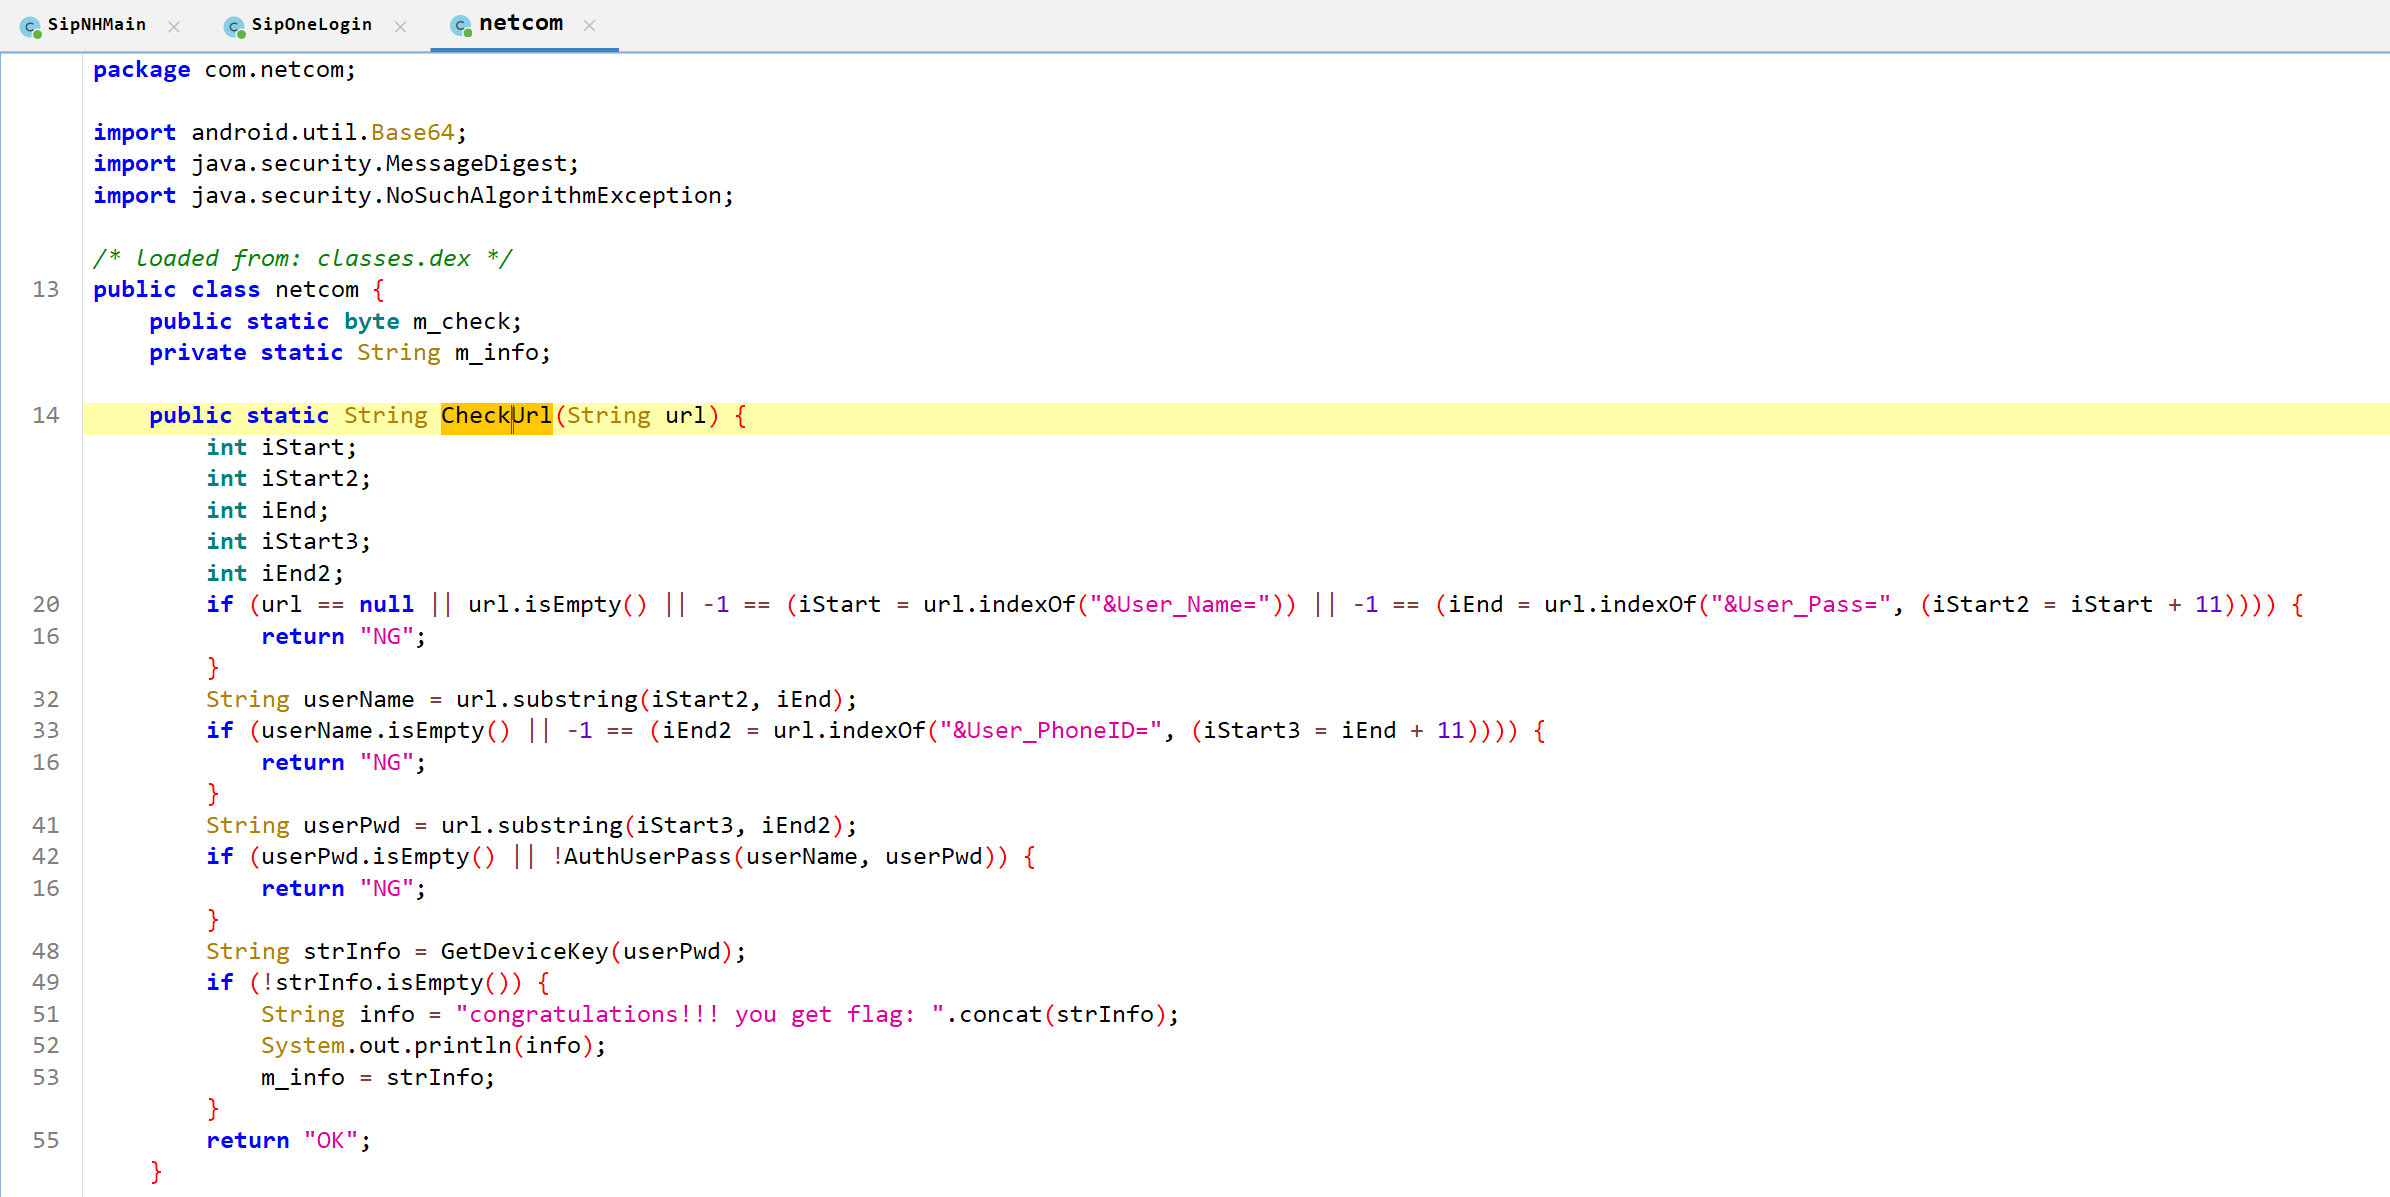 SipNHMain SipOneLogin netcom
package com.netcom;
import android.util.Base64;
import java.security.MessageDigest;
import java.security.NoSuchAlgorithmException;
/* loaded from: classes.dex */
13 public class netcom {
public static byte m_check;
private static String m_info;
14 public static String CheckUrl(String url) {
int iStart;
int iStart2;
int iEnd;
int iStart3;
int iEnd2;
20 if (url == null || url.isEmpty() || -1 == (iStart = url.indexOf("&User_Name=")) || -1 == (iEnd = url.indexOf("&User_Pass=", (iStart2 = iStart + 11)))) {
16 return "NG";
}
32 String userName = url.substring(iStart2, iEnd);
33 if (userName.isEmpty() || -1 == (iEnd2 = url.indexOf("&User_PhoneID=", (iStart3 = iEnd + 11)))) {
16 return "NG";
}
41 String userPwd = url.substring(iStart3, iEnd2);
42 if (userPwd.isEmpty() || !AuthUserPass(userName, userPwd)) {
16 return "NG";
}
48 String strInfo = GetDeviceKey(userPwd);
49 if (!strInfo.isEmpty()) {
51 String info = "congratulations!!! you get flag: ".concat(strInfo);
52 System.out.println(info);
53 m_info = strInfo;
}
55 return "OK";
}